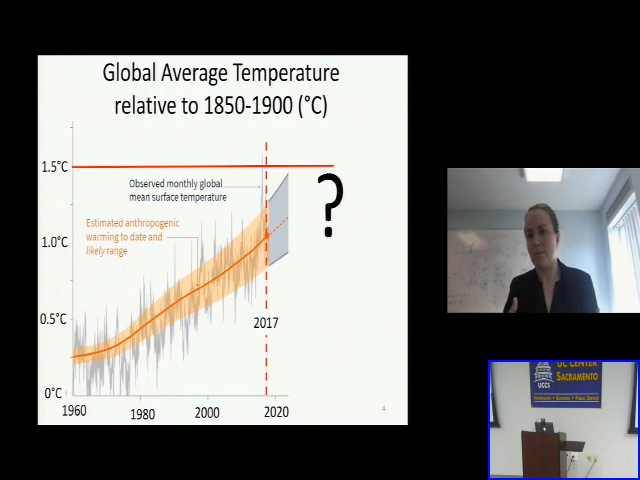 Global Average Temperature
relative to 1850-1900 (°C)
1.5°C
Observed monthly global
mean surface temperature
Estimated anthropogenic
warming to date and
likely range
1.0°C
0.5°C
2017
0°C
1960
1980
2000
2020
4
?
UC CENTER
SACRAMENTO
UCCS